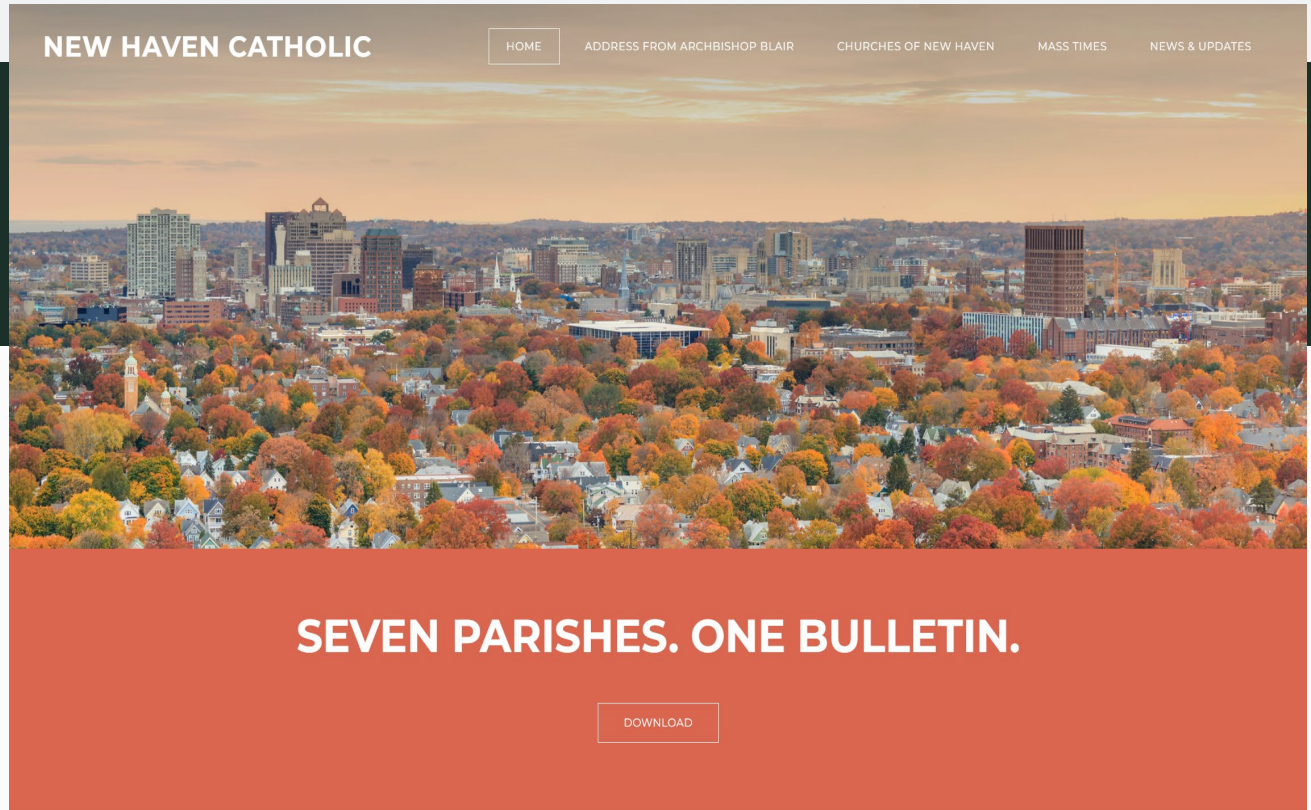 NEW HAVEN CATHOLIC
HOME
ADDRESS FROM ARCHBISHOP BLAIR
CHURCHES OF NEW HAVEN
MASS TIMES
NEWS & UPDATES
SEVEN PARISHES. ONE BULLETIN.
DOWNLOAD